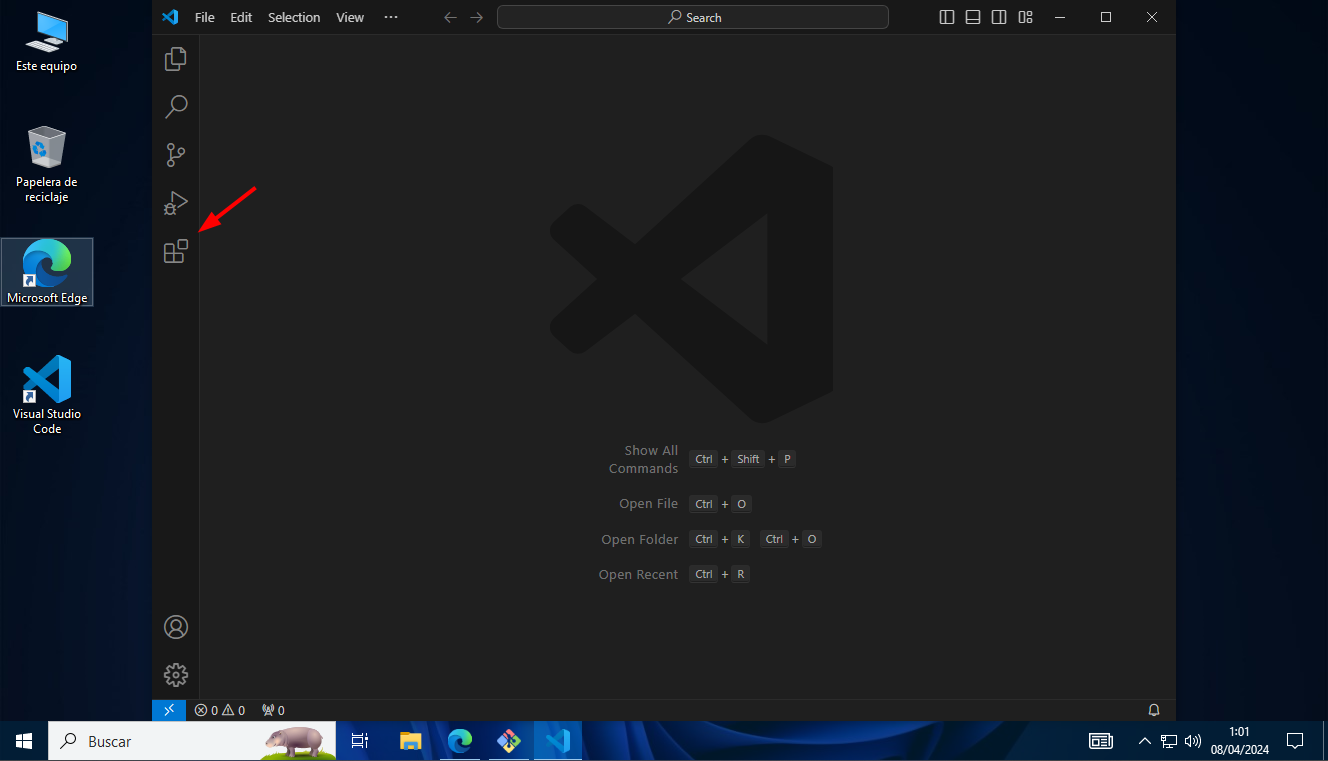 Este equipo
Papelera de
reciclaje
Microsoft Edge
Visual Studio
Code
File Edit Selection View ···
Search
Show All
Commands
Ctrl + Shift + P
Open File Ctrl + O
Open Folder Ctrl + K Ctrl + O
Open Recent Ctrl + R
0 0 0
Buscar
1:01
08/04/2024